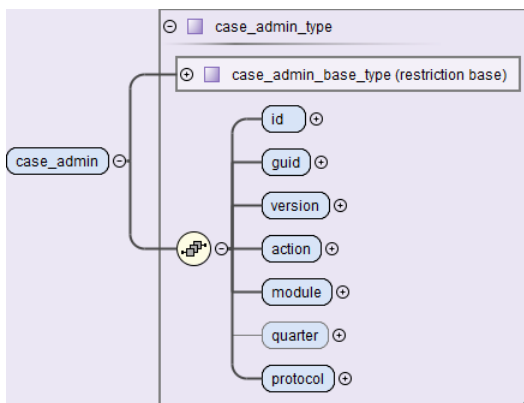 case_admin_type
case_admin_base_type (restriction base)
id
guid
case_admin
version
action
module
quarter
protocol